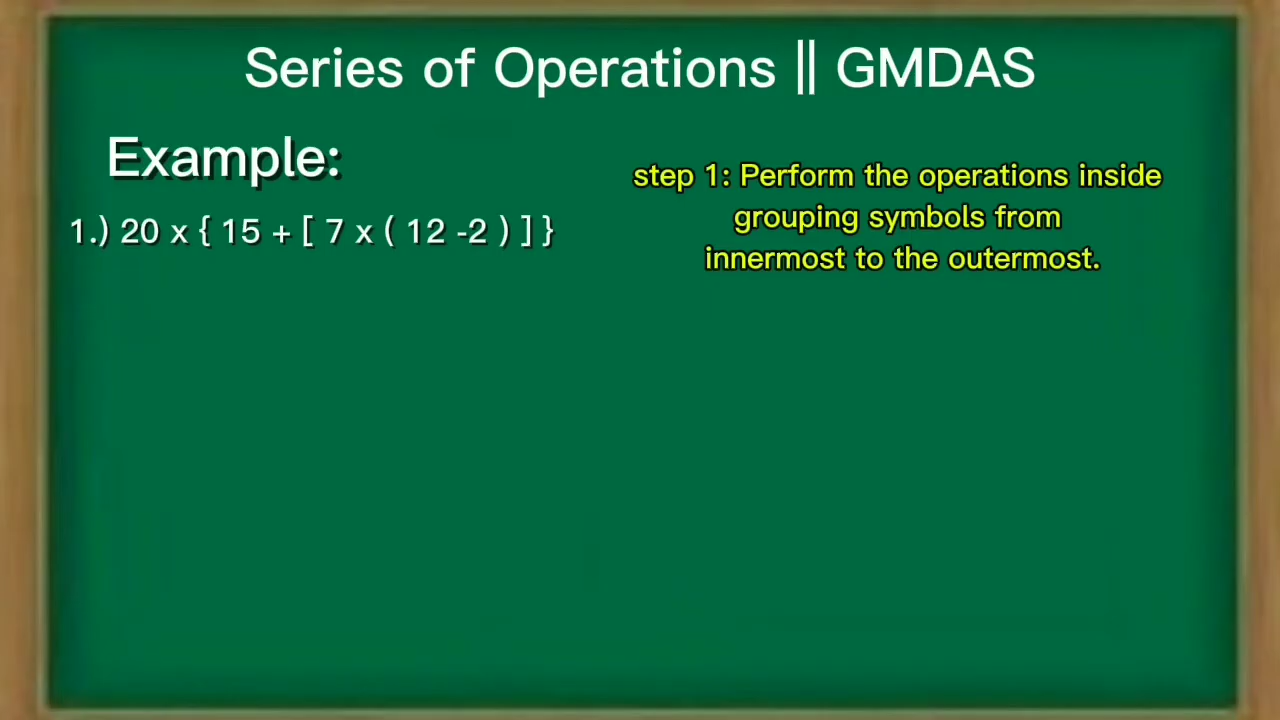 Series of Operations || GMDAS
Example:
step 1: Perform the operations inside
grouping symbols from
innermost to the outermost.
1.) 20 x { 15 + [ 7 x ( 12 -2 ) ] }